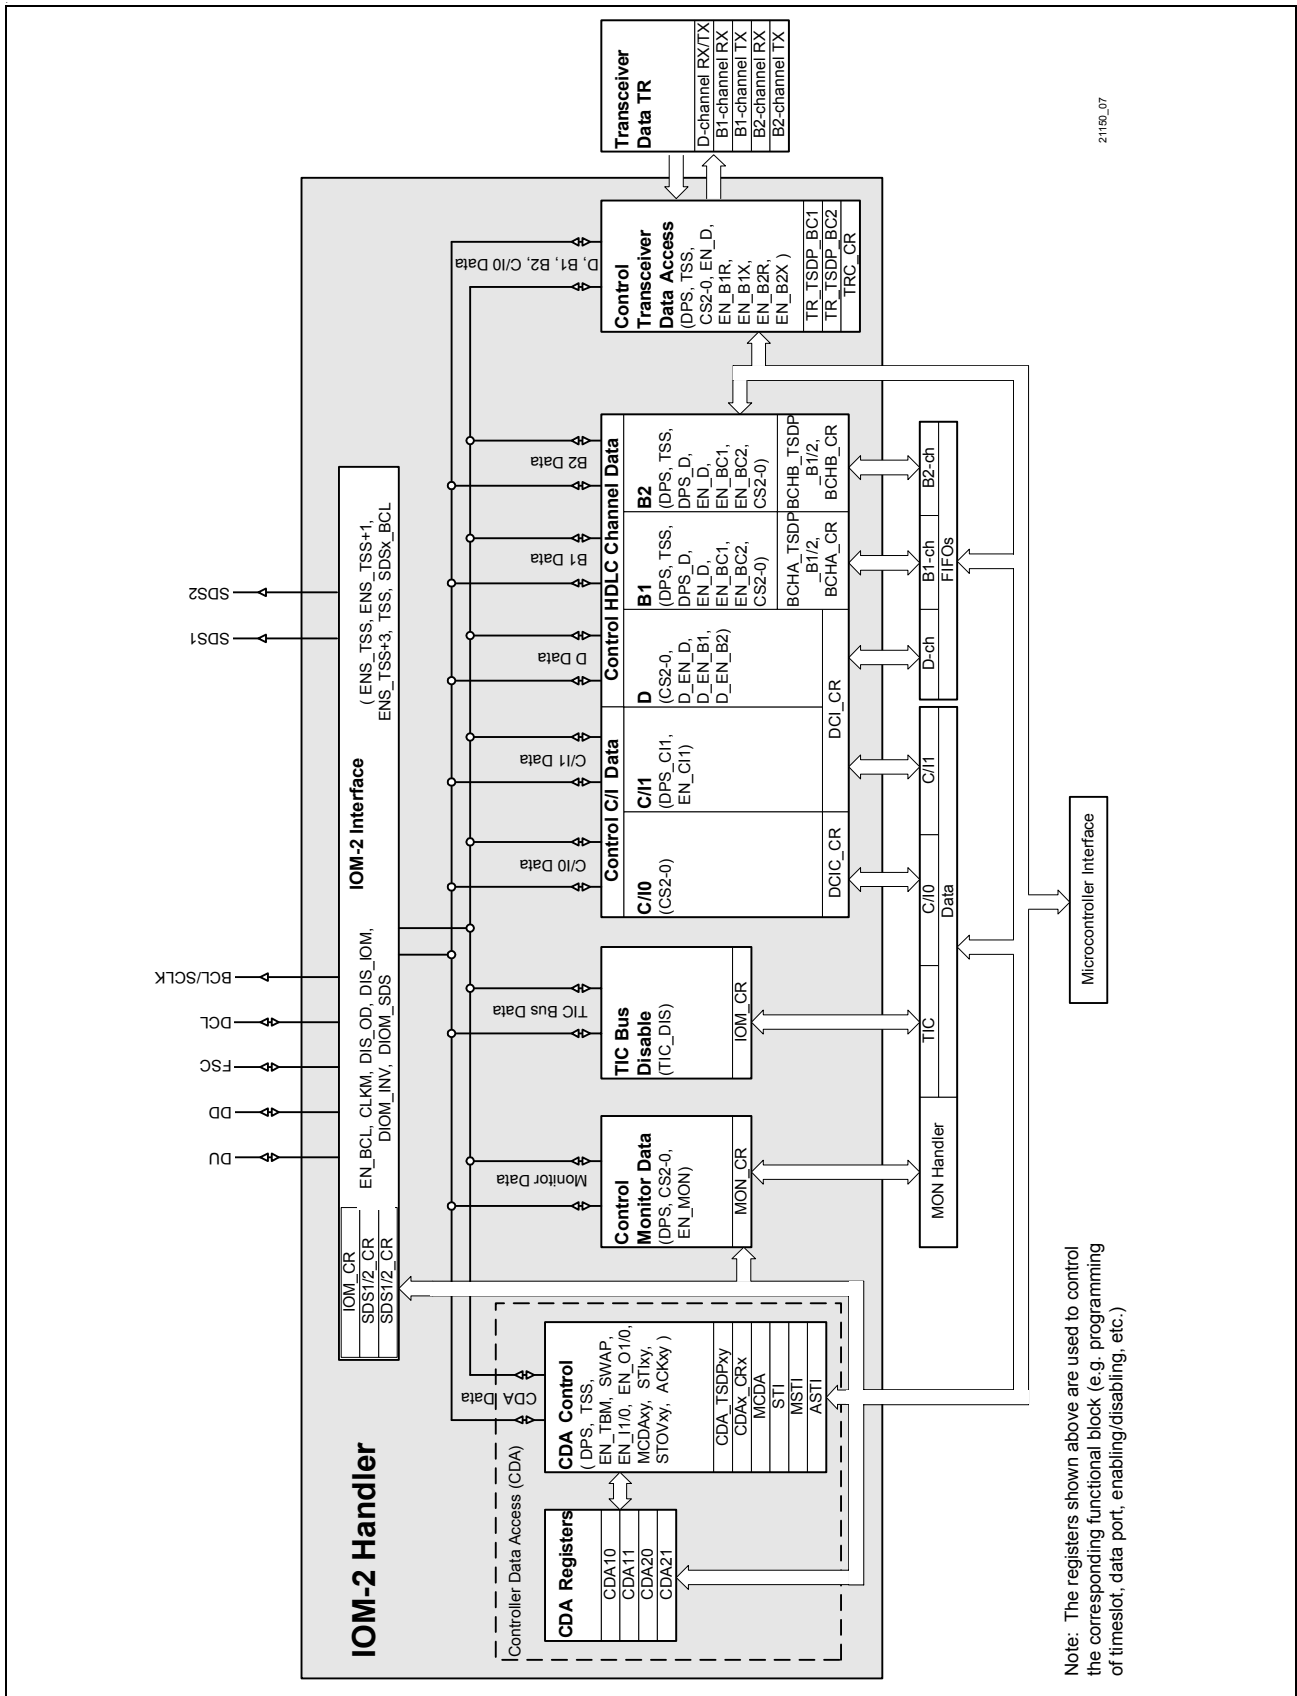 IOM-2 Handler
DU
DD
FSC
DCL
BCL/SCLK
SDS1
SDS2
IOM_CR
SDS1/2_CR
SDS1/2_CR
IOM-2 Interface
EN_BCL, CLKM, DIS_OD, DIS_IOM,
DIOM_INV, DIOM_SDS
( ENS_TSS, ENS_TSS+1,
ENS_TSS+3, TSS, SDSx_BCL
CDA Data
Monitor Data
TIC Bus Data
C/I0 Data
C/I1 Data
D Data
B1 Data
B2 Data
D, B1, B2, C/I0 Data
Controller Data Access (CDA)
CDA Registers
CDA10
CDA11
CDA20
CDA21
CDA Control
( DPS, TSS,
EN_TBM, SWAP,
EN_I1/0, EN_O1/0,
MCDAxy, STIxy,
STOVxy, ACKxy )
CDA_TSDPxy
CDAx_CRx
MCDA
STI
MSTI
ASTI
Control
Monitor Data
(DPS, CS2-0,
EN_MON)
MON_CR
TIC Bus
Disable
(TIC_DIS)
IOM_CR
Control C/I Data
C/I0
(CS2-0)
DCIC_CR
C/I1
(DPS_CI1,
EN_CI1)
DCI_CR
Control HDLC Channel Data
D
(CS2-0,
D_EN_D,
D_EN_B1,
D_EN_B2)
B1
(DPS, TSS,
DPS_D,
EN_D,
EN_BC1,
EN_BC2,
CS2-0)
BCHA_TSDP
_B1/2,
BCHA_CR
B2
(DPS, TSS,
DPS_D,
EN_D,
EN_BC1,
EN_BC2,
CS2-0)
BCHB_TSDP
_B1/2,
BCHB_CR
Control
Transceiver
Data Access
(DPS, TSS,
CS2-0, EN_D,
EN_B1R,
EN_B1X,
EN_B2R,
EN_B2X )
TR_TSDP_BC1
TR_TSDP_BC2
TRC_CR
Transceiver
Data TR
D-channel RX/TX
B1-channel RX
B1-channel TX
B2-channel RX
B2-channel TX
MON Handler
TIC
C/I0
C/I1
Data
D-ch
B1-ch
B2-ch
FIFOs
Microcontroller Interface
Note: The registers shown above are used to control
the corresponding functional block (e.g. programming
of timeslot, data port, enabling/disabling, etc.)
21150_07